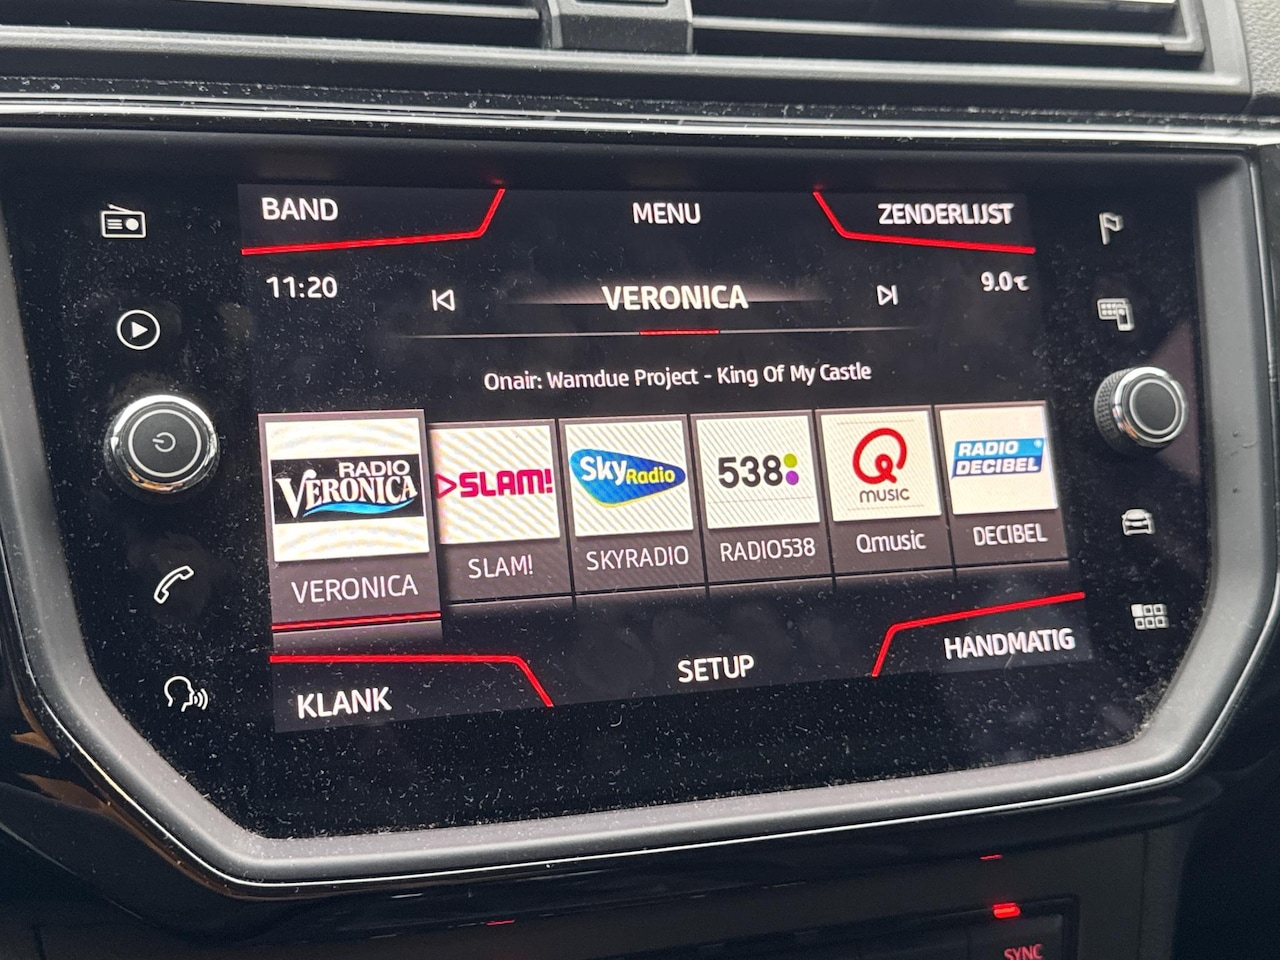 BAND
MENU
ZENDERLIJST
11:20
VERONICA
9.0℃
Onair: Wamdue Project - King Of My Castle
RADIO
VERONICA
SLAM!
Sky Radio
538
Q
MUSIC
RADIO
DECIBEL
VERONICA
SLAM!
SKYRADIO
RADIO538
Qmusic
DECIBEL
KLANK
SETUP
HANDMATIG
SYNC